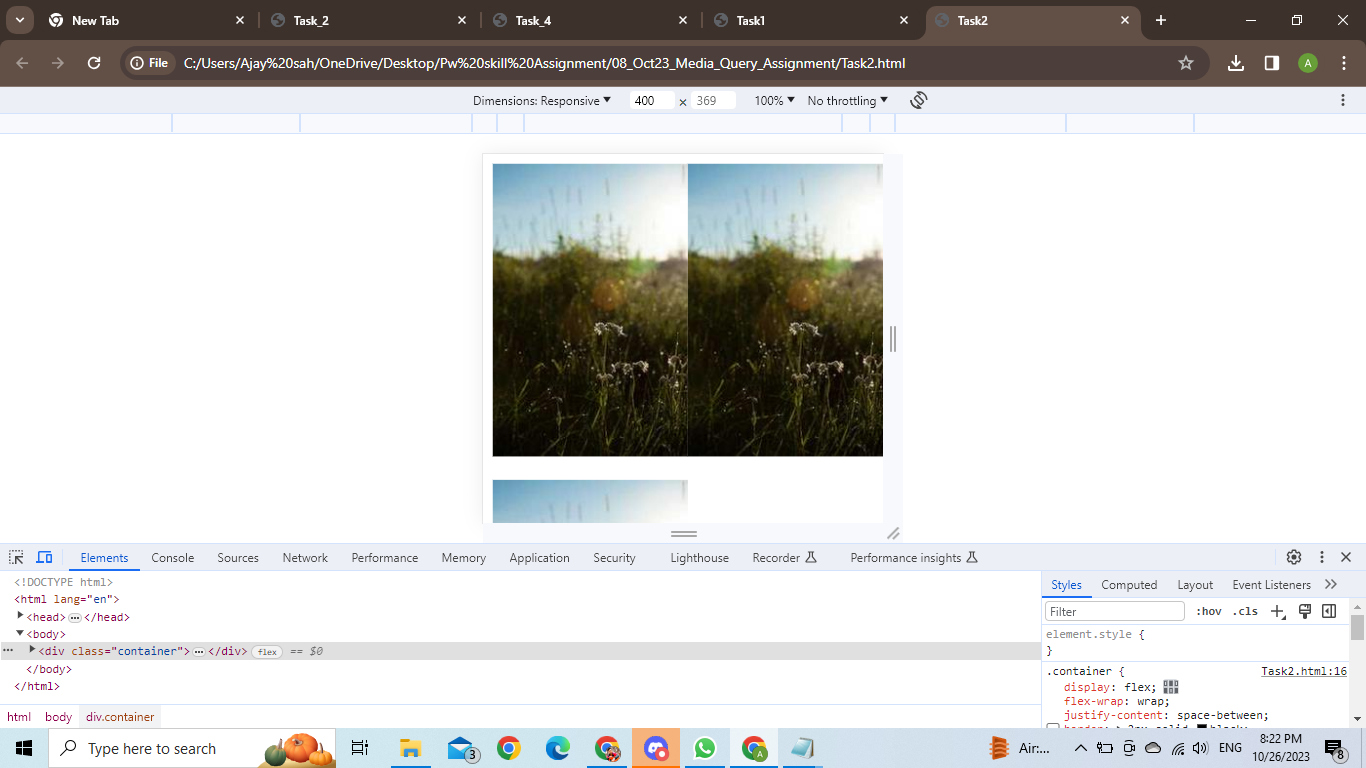 New Tab
Task_2
Task_4
Task1
Task2
File C:/Users/Ajay%20sah/OneDrive/Desktop/Pw%20skill%20Assignment/08_Oct23_Media_Query_Assignment/Task2.html
A
Dimensions: Responsive 400 × 369 100% No throttling
Elements Console Sources Network Performance Memory Application Security Lighthouse Recorder Performance insights
<!DOCTYPE html>
<html lang="en">
<head>…</head>
<body>
… <div class="container">…</div> flex == $0
</body>
</html>
html body div.container
Styles Computed Layout Event Listeners
Filter :hov .cls
element.style {
}
.container { Task2.html:16
display: flex;
flex-wrap: wrap;
justify-content: space-between;
Type here to search
3
A
Air:...
ENG
8:22 PM
10/26/2023
8